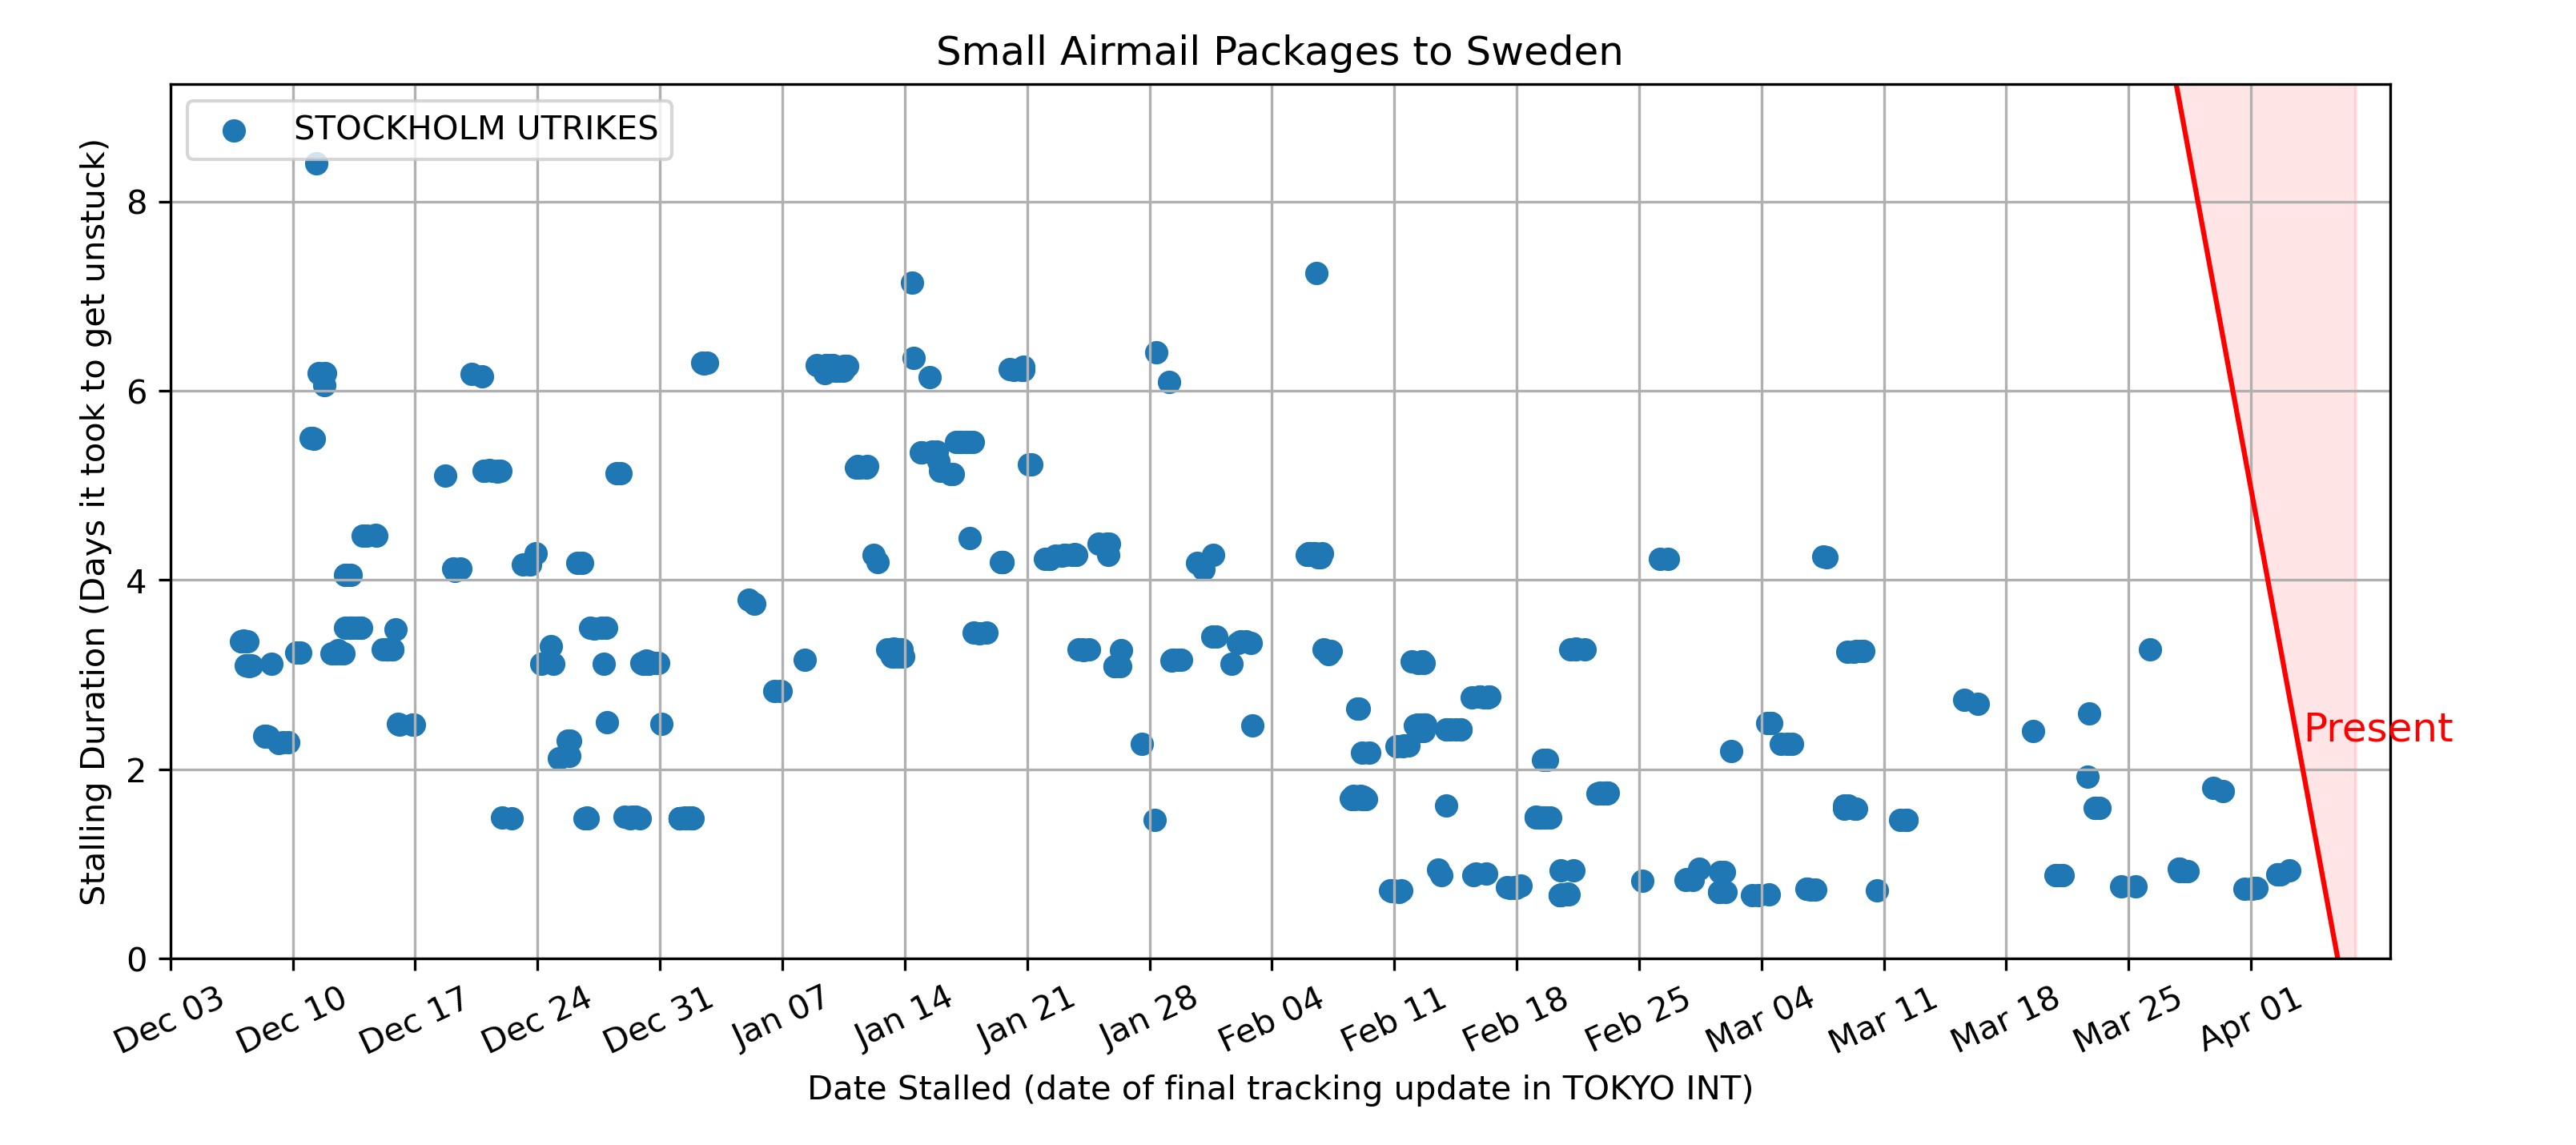 Small Airmail Packages to Sweden
STOCKHOLM UTRIKES
Stalling Duration (Days it took to get unstuck)
8
6
4
2
0
Present
Dec 03
Dec 10
Dec 17
Dec 24
Dec 31
Jan 07
Jan 14
Jan 21
Jan 28
Feb 04
Feb 11
Feb 18
Feb 25
Mar 04
Mar 11
Mar 18
Mar 25
Apr 01
Date Stalled (date of final tracking update in TOKYO INT)